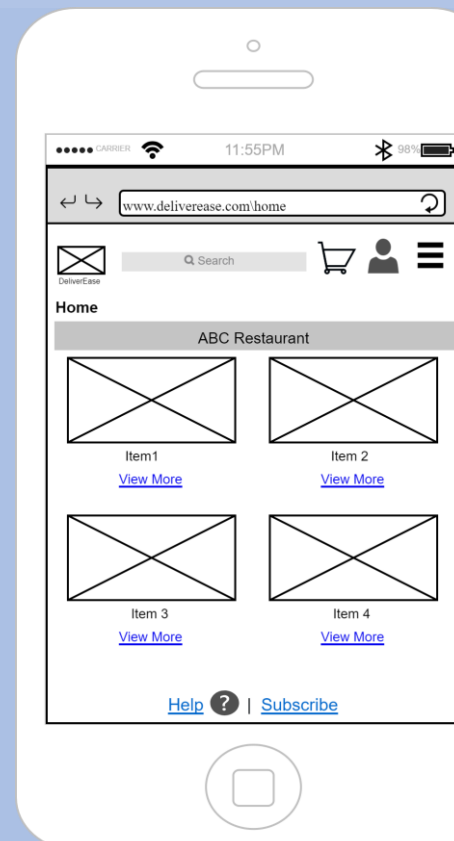 CARRIER 11:55PM 98%
www.deliverease.com\home
Search
DeliverEase
Home
ABC Restaurant
Item1 Item 2
View More View More
Item 3 Item 4
View More View More
Help ? | Subscribe